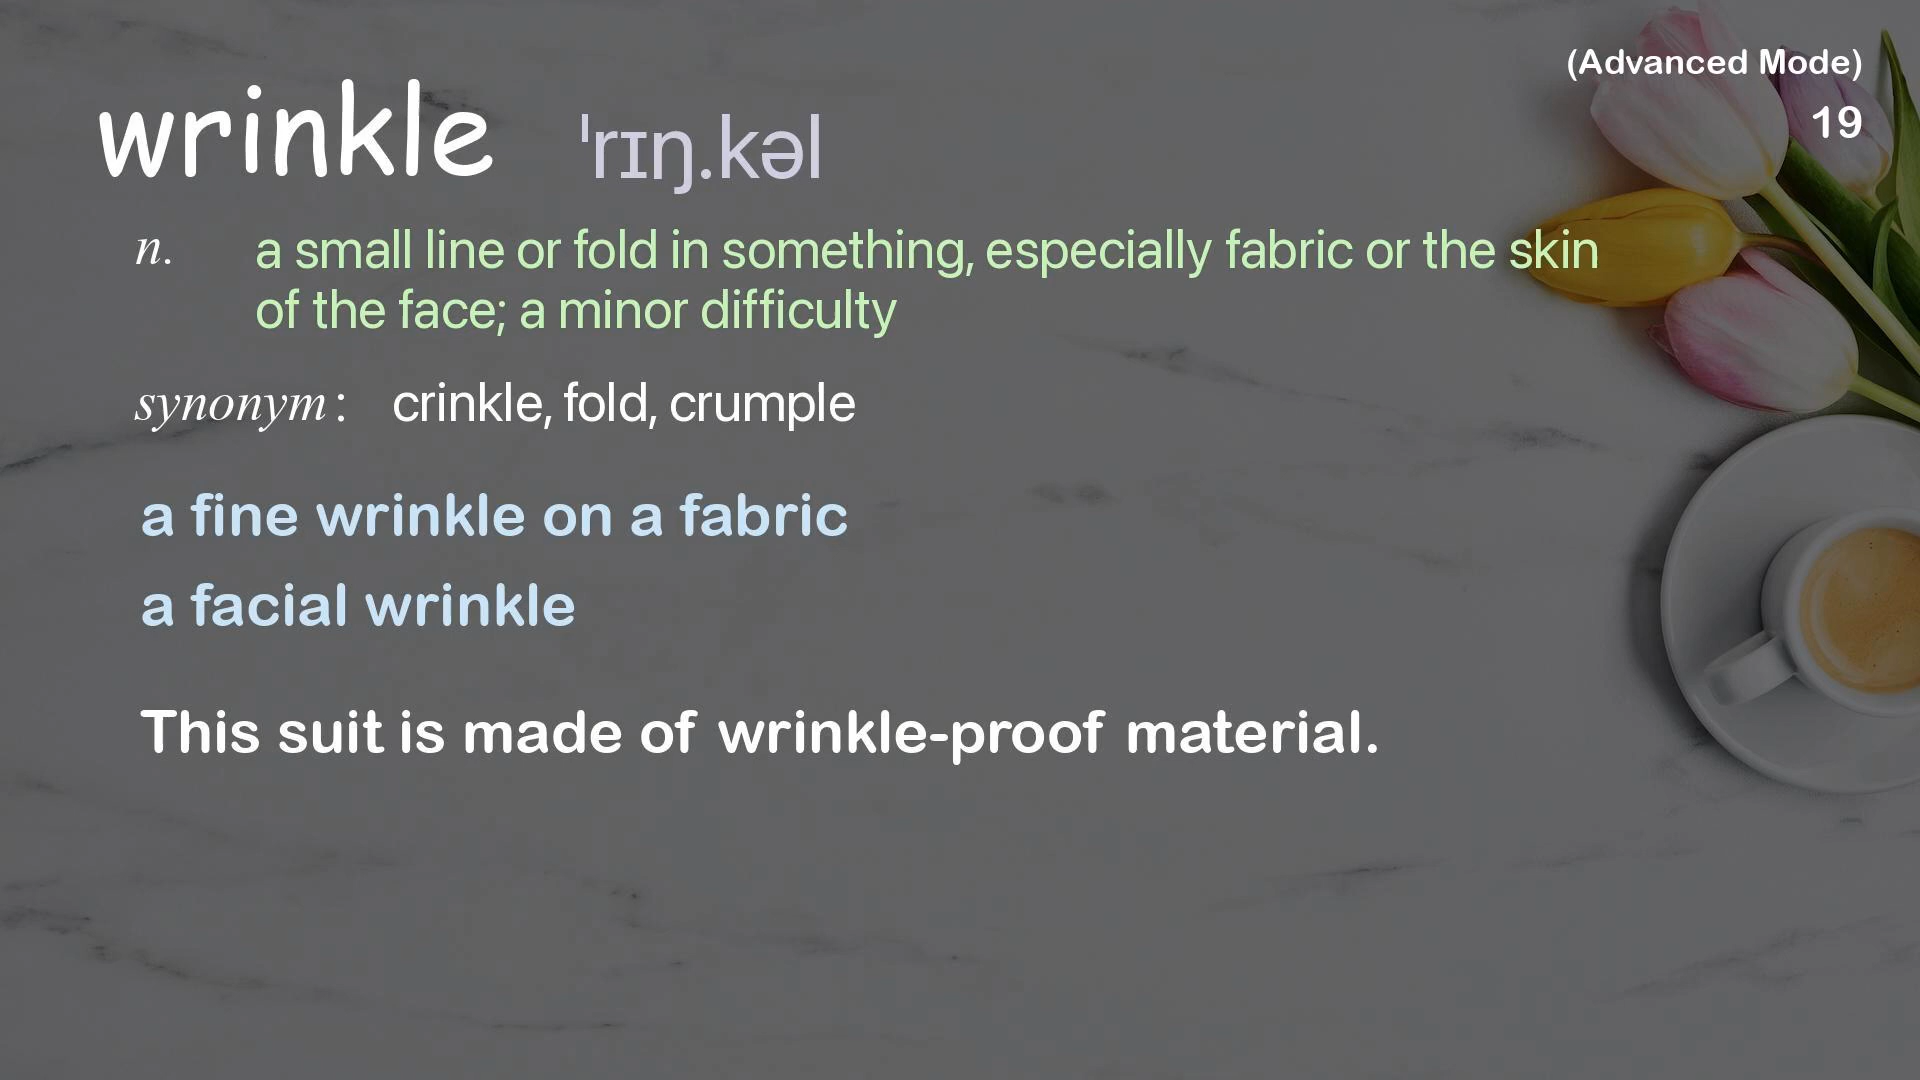 (Advanced Mode)
19
wrinkle ˈrɪŋ.kəl
n. a small line or fold in something, especially fabric or the skin
of the face; a minor difficulty
synonym: crinkle, fold, crumple
a fine wrinkle on a fabric
a facial wrinkle
This suit is made of wrinkle-proof material.